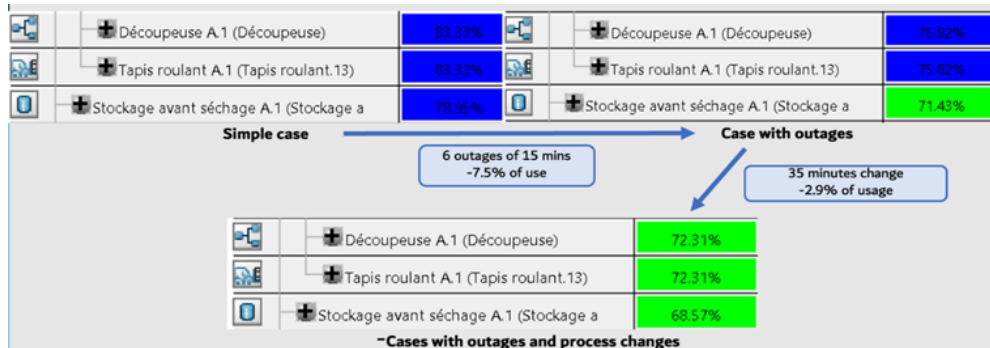 Découpeuse A.1 (Découpeuse) 83.33%
Tapis roulant A.1 (Tapis roulant.13) 83.33%
Stockage avant séchage A.1 (Stockage a 78.95%
Simple case
Découpeuse A.1 (Découpeuse) 75.82%
Tapis roulant A.1 (Tapis roulant.13) 75.82%
Stockage avant séchage A.1 (Stockage a 71.43%
Case with outages
6 outages of 15 mins
-7.5% of use
35 minutes change
-2.9% of usage
Découpeuse A.1 (Découpeuse) 72.31%
Tapis roulant A.1 (Tapis roulant.13) 72.31%
Stockage avant séchage A.1 (Stockage a 68.57%
-Cases with outages and process changes